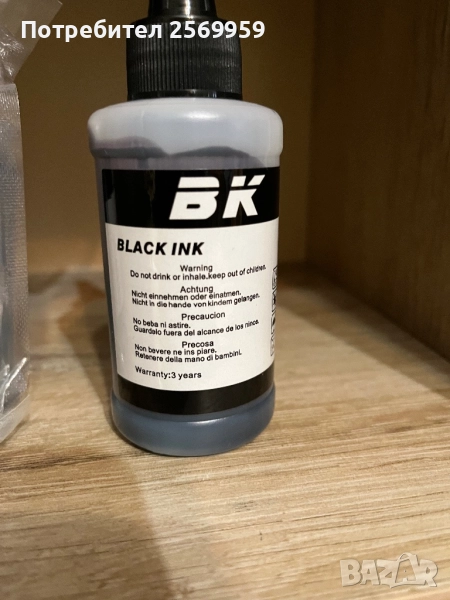 Потребител 2569959
BK
BLACK INK
Warning
Do not drink or inhale.keep out of children.
Achtung
Nicht einnehmen oder einatmen.
Nicht in die hande von kindem gelangen.
Precaucion
No beba ni astire.
Guardelo fuera del alcance de los ninos.
Precosa
Non bevere ne ins piare.
Retenere della mano di bambini.
Warranty:3 years
BAZAR